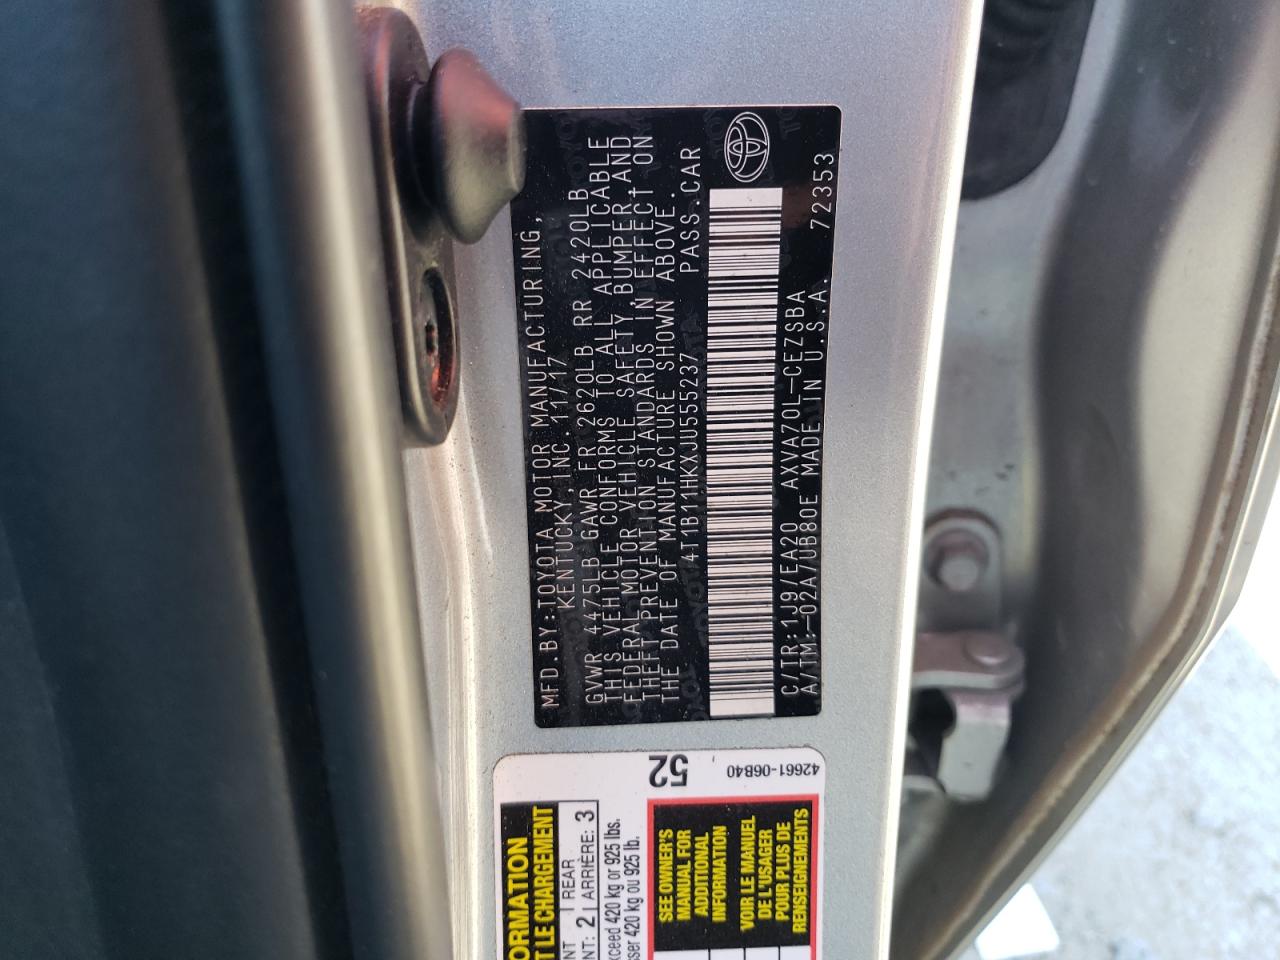 MFD.BY:TOYOTA MOTOR MANUFACTURING,
KENTUCKY,INC. 11/17
GVWR 4475LB GAWR FR 2620LB RR 2420LB
THIS VEHICLE CONFORMS TO ALL APPLICABLE
FEDERAL MOTOR VEHICLE SAFETY,BUMPER,AND
THEFT PREVENTION STANDARDS IN EFFECT ON
THE DATE OF MANUFACTURE SHOWN ABOVE.
4T1B11HKXJU555237 PASS.CAR
C/TR:1J9/EA20 AXVA70L-CEZSBA
A/TM:-02A/UB80E MADE IN U.S.A. 72353
52
42661-06B40
ORMATION
T LE CHARGEMENT
NT 2 REAR 3
NT: ARRIÈRE:
xceed 420 kg or 925 lbs.
sser 420 kg ou 925 lb.
SEE OWNER'S
MANUAL FOR
ADDITIONAL
INFORMATION
VOIR LE MANUEL
DE L'USAGER
POUR PLUS DE
RENSEIGNEMENTS